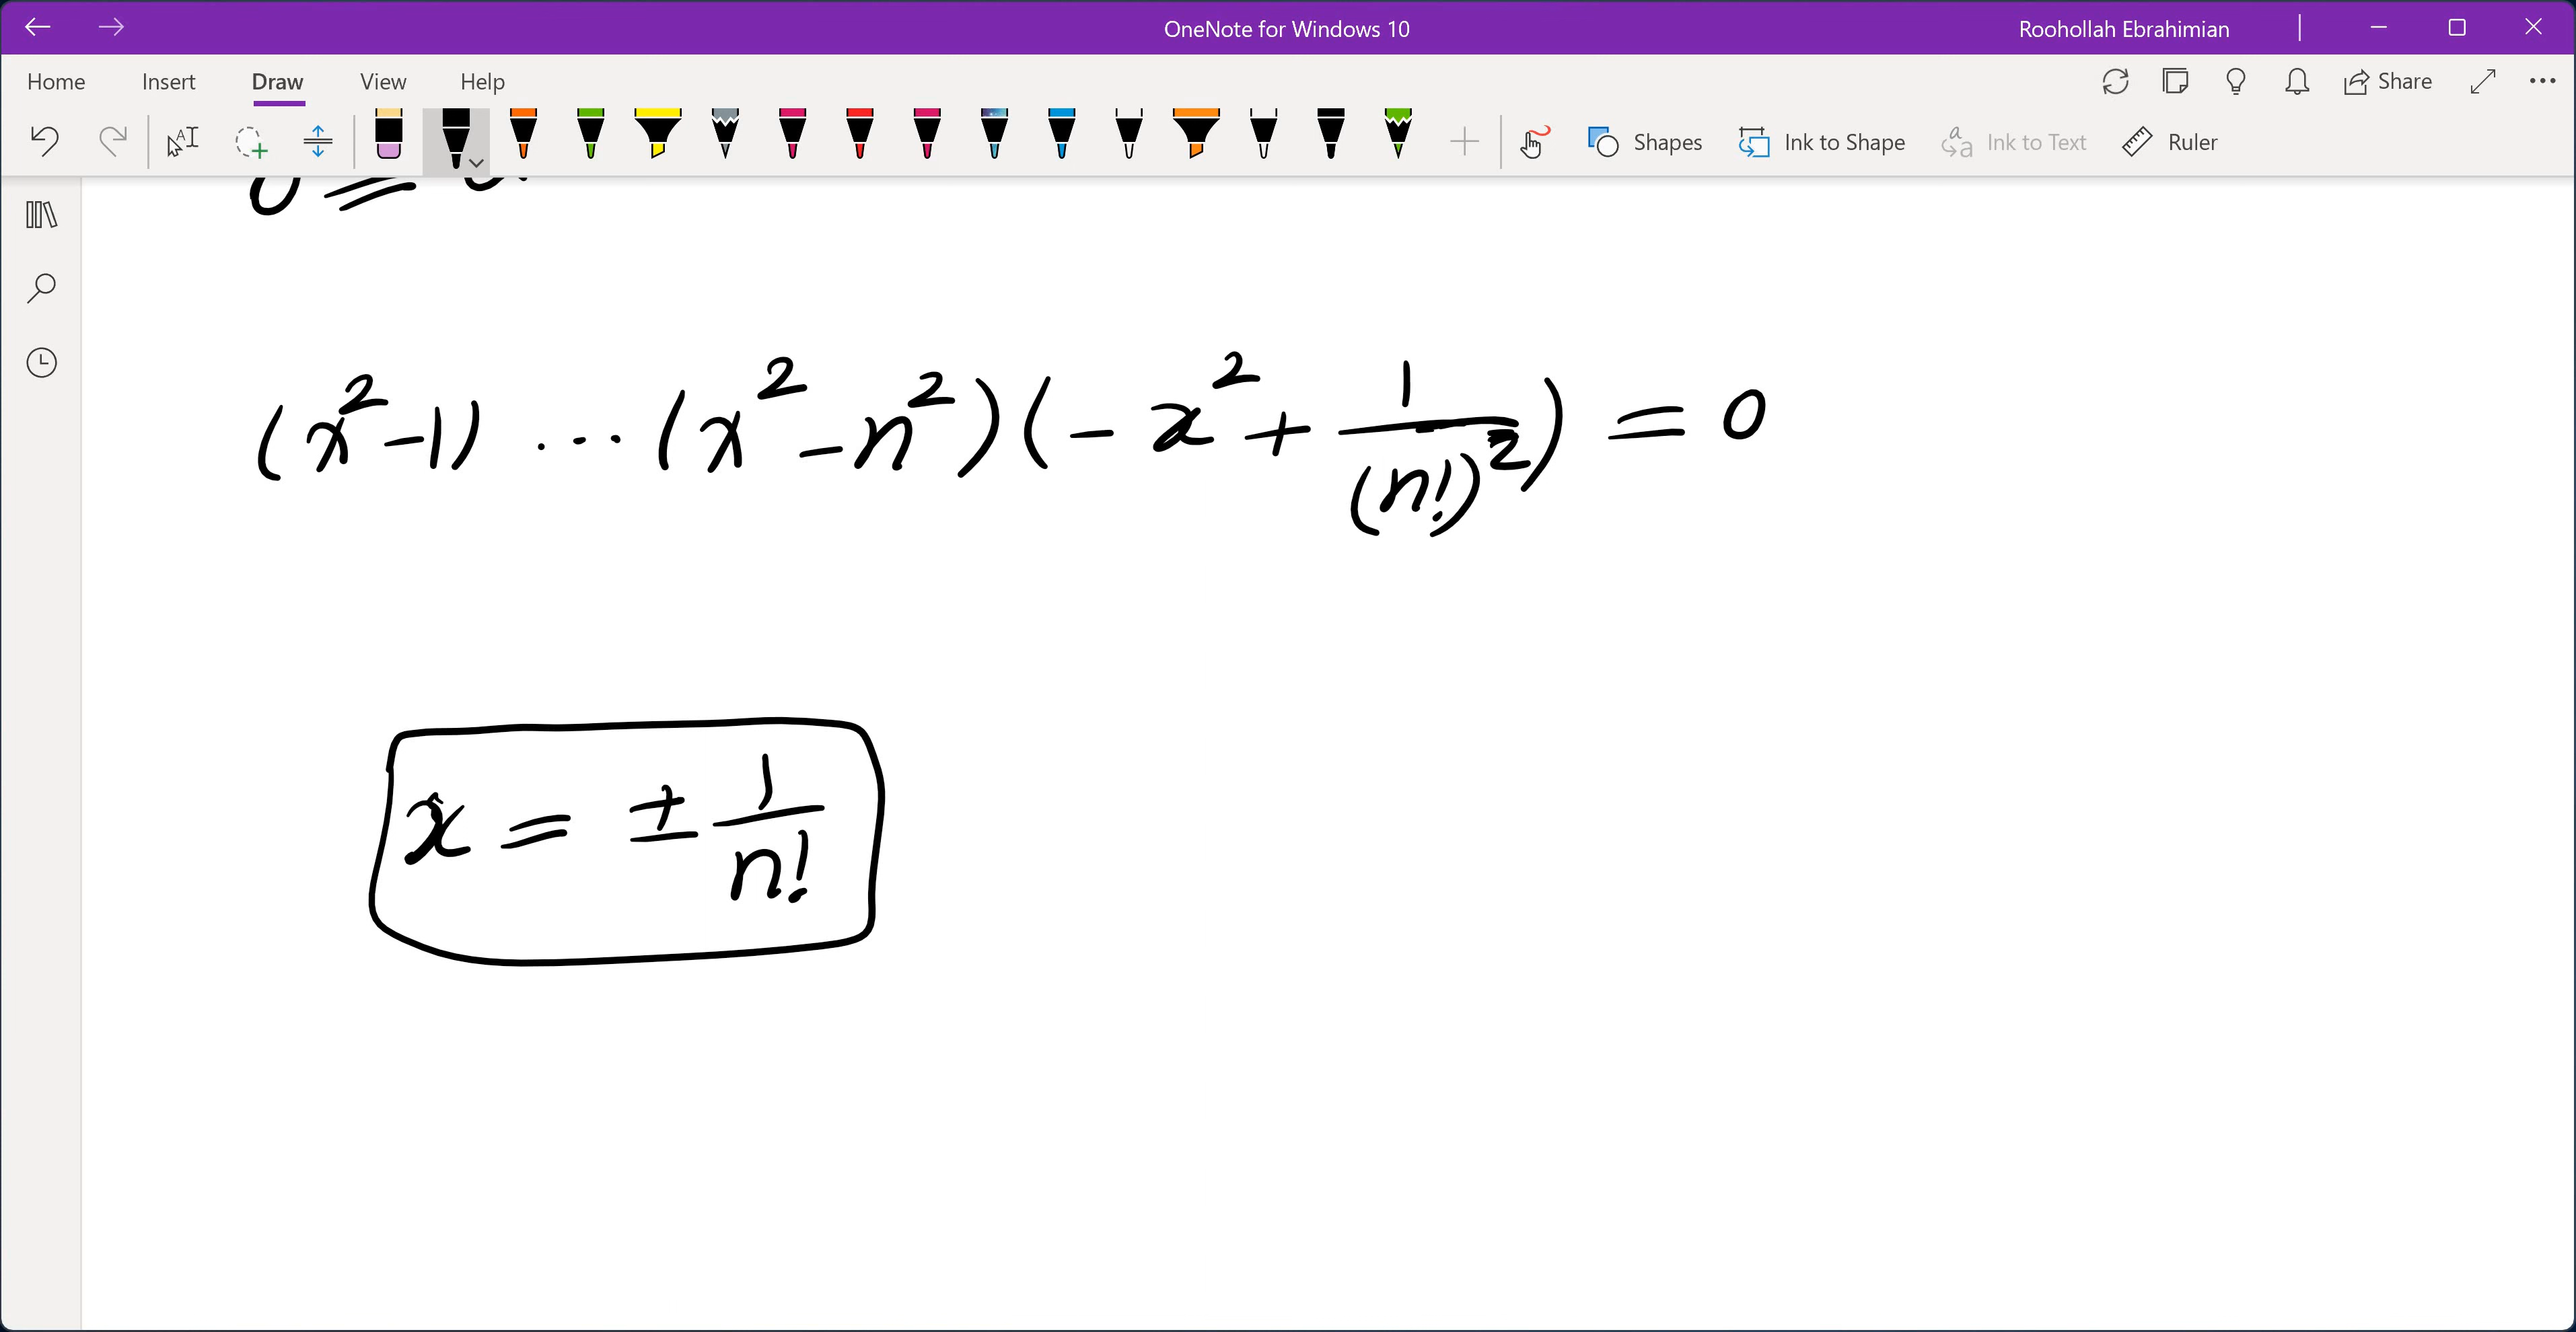 OneNote for Windows 10 Roohollah Ebrahimian
Home Insert Draw View Help Share
Shapes Ink to Shape Ink to Text Ruler
(x²-1) ... (x²-n²)(-x²+1/(n!)²) = 0
x = ± 1/n!